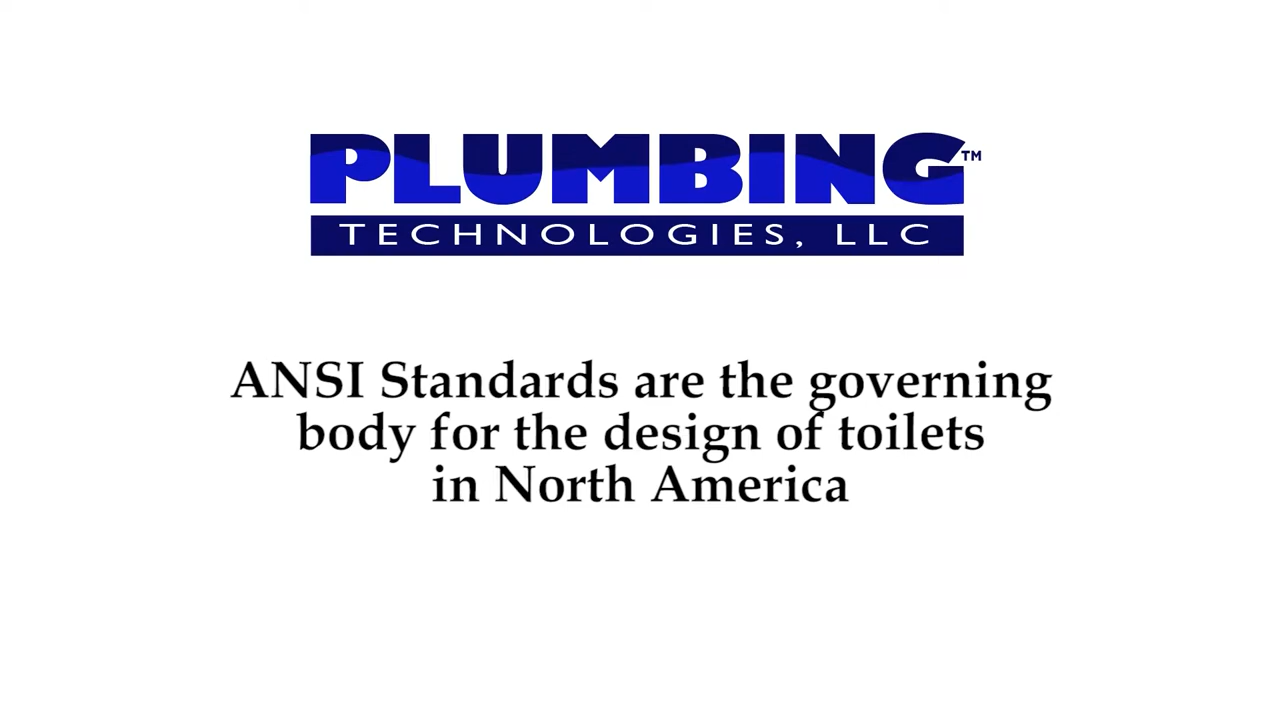 PLUMBING™
TECHNOLOGIES, LLC
ANSI Standards are the governing
body for the design of toilets
in North America